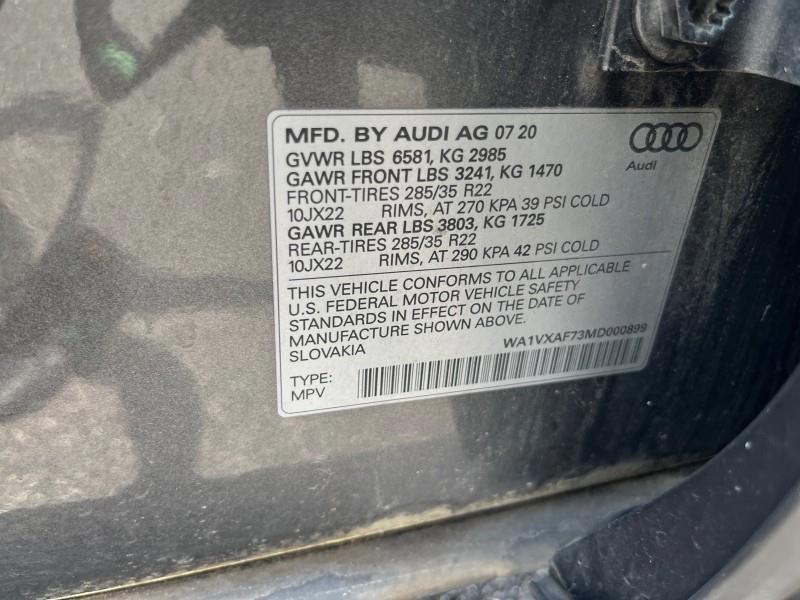 MFD. BY AUDI AG 07 20
Audi
GVWR LBS 6581, KG 2985
GAWR FRONT LBS 3241, KG 1470
FRONT-TIRES 285/35 R22
10JX22 RIMS, AT 270 KPA 39 PSI COLD
GAWR REAR LBS 3803, KG 1725
REAR-TIRES 285/35 R22
10JX22 RIMS, AT 290 KPA 42 PSI COLD
THIS VEHICLE CONFORMS TO ALL APPLICABLE
U.S. FEDERAL MOTOR VEHICLE SAFETY
STANDARDS IN EFFECT ON THE DATE OF
MANUFACTURE SHOWN ABOVE.
SLOVAKIA
WA1VXAF73MD000899
TYPE:
MPV